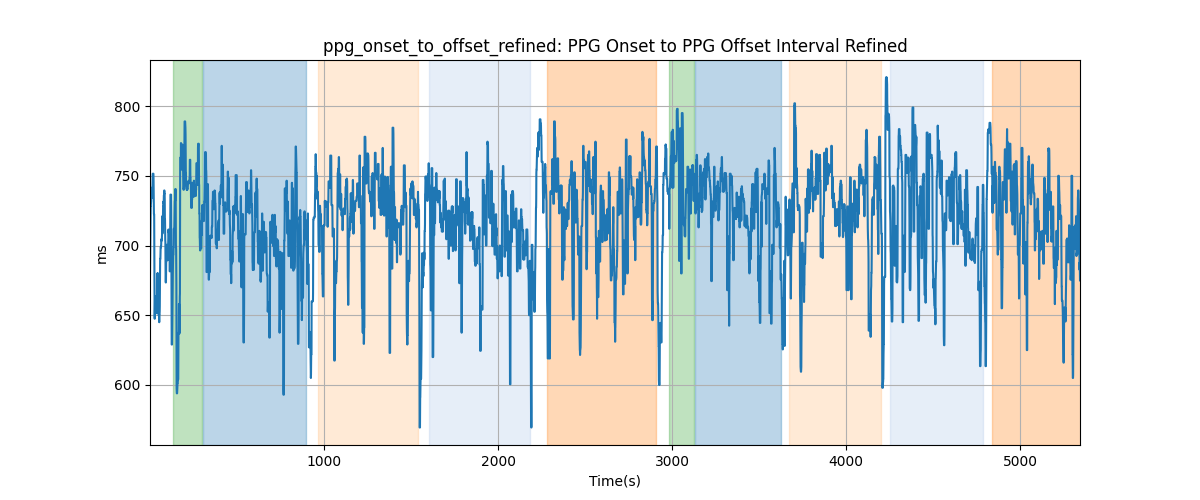 ppg_onset_to_offset_refined: PPG Onset to PPG Offset Interval Refined
800
750
700
650
600
ms
1000 2000 3000 4000 5000
Time(s)